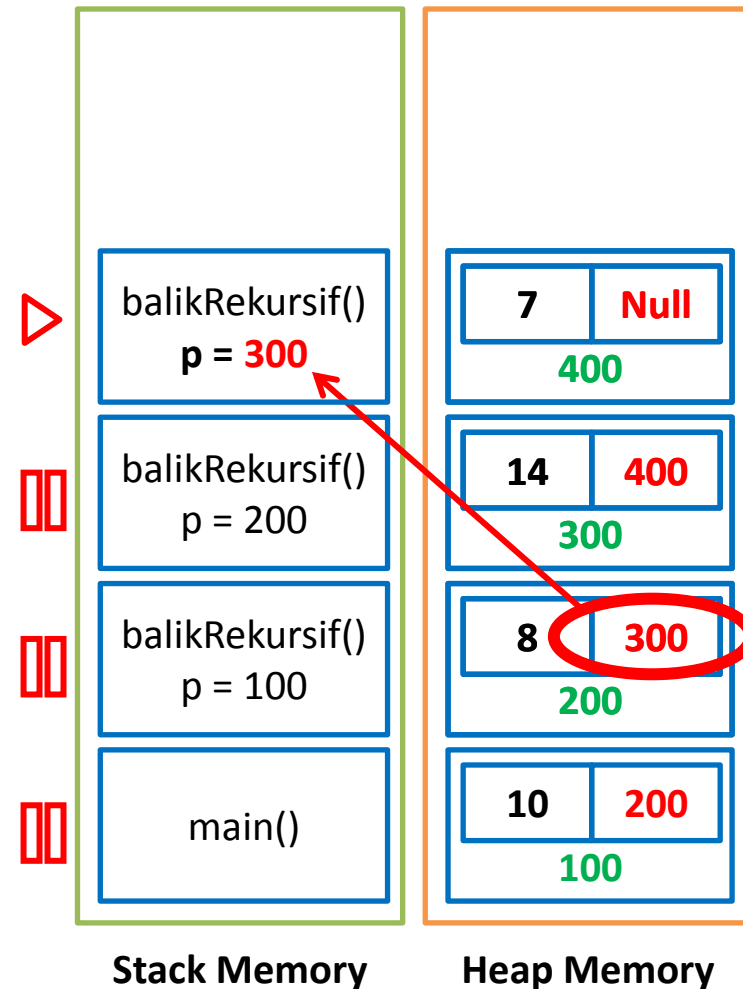 balikRekursif()
p = 300
balikRekursif()
p = 200
balikRekursif()
p = 100
main()
Stack Memory
7 Null
400
14 400
300
8 300
200
10 200
100
Heap Memory